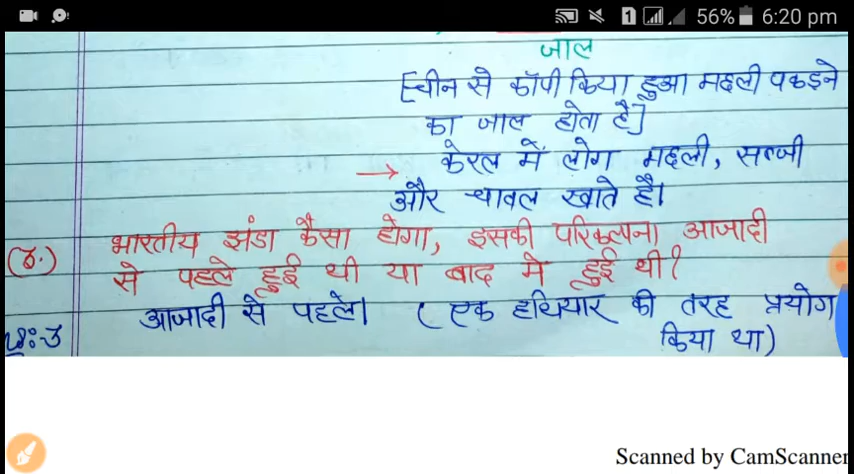 1 56% 6:20 pm
जाल
[चीन से कॉपी किया हुआ मछली पकड़ने
का जाल होता है]
→ केरल में लोग मछली, सब्जी
और चावल खाते है।
भारतीय झंडा कैसा होगा, इसकी परिकल्पना आजादी
से पहले हुई थी या बाद मे हुई थी?
आजादी से पहले। (एक हथियार की तरह प्रयोग
किया था)
Scanned by CamScanner